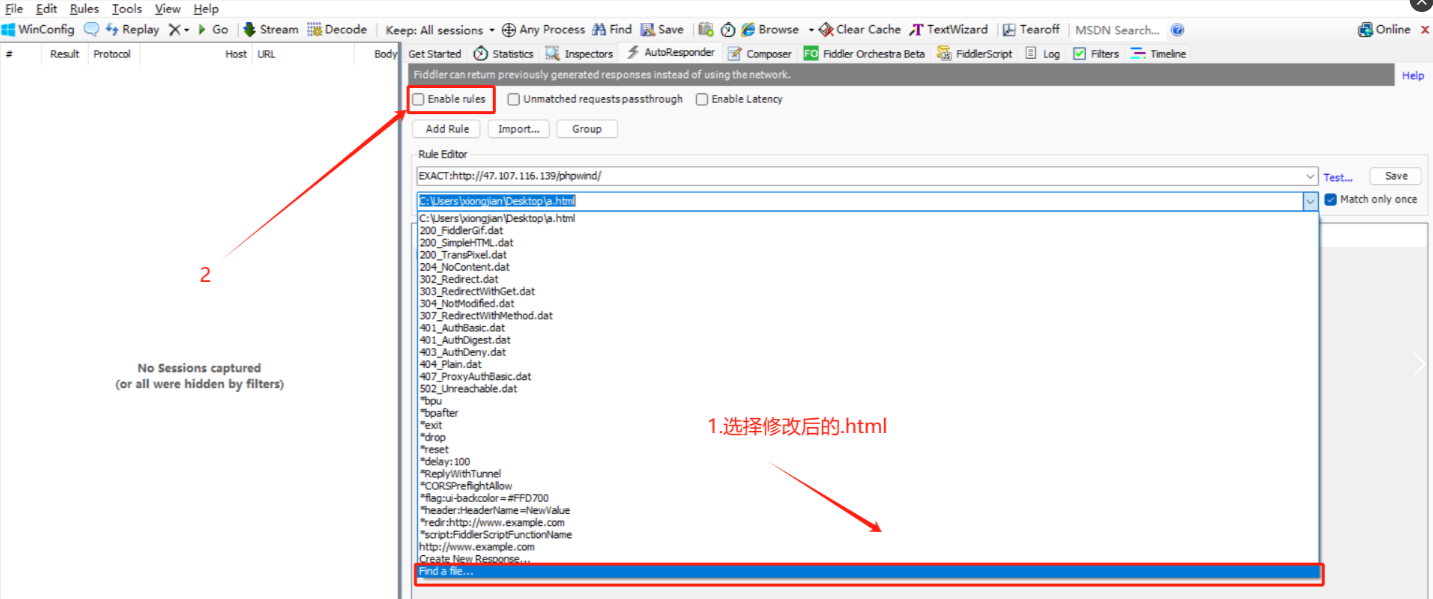 File Edit Rules Tools View Help
WinConfig Replay Go Stream Decode Keep: All sessions Any Process Find Save Browse Clear Cache TextWizard Tearoff MSDN Search... Online
# Result Protocol Host URL Body
Get Started Statistics Inspectors AutoResponder Composer FO Fiddler Orchestra Beta FiddlerScript Log Filters Timeline
Fiddler can return previously generated responses instead of using the network.
Help
Enable rules Unmatched requests passthrough Enable Latency
Add Rule Import... Group
Rule Editor
EXACT:http://47.107.116.139/phpwind/
Test... Save
C:\Users\xiongjian\Desktop\a.html
Match only once
C:\Users\xiongjian\Desktop\a.html
200_FiddlerGif.dat
200_SimpleHTML.dat
200_TransPixel.dat
204_NoContent.dat
302_Redirect.dat
303_RedirectWithGet.dat
304_NotModified.dat
307_RedirectWithMethod.dat
401_AuthBasic.dat
401_AuthDigest.dat
403_AuthDeny.dat
404_Plain.dat
407_ProxyAuthBasic.dat
502_Unreachable.dat
*bpu
*bpafter
*exit
*drop
*reset
*delay:100
*ReplyWithTunnel
*CORSPreflightAllow
*flag:ui-backcolor=#FFD700
*header:HeaderName=NewValue
*redir:http://www.example.com
*script:FiddlerScriptFunctionName
http://www.example.com
Create New Response...
Find a file...
2
No Sessions captured
(or all were hidden by filters)
1.选择修改后的.html